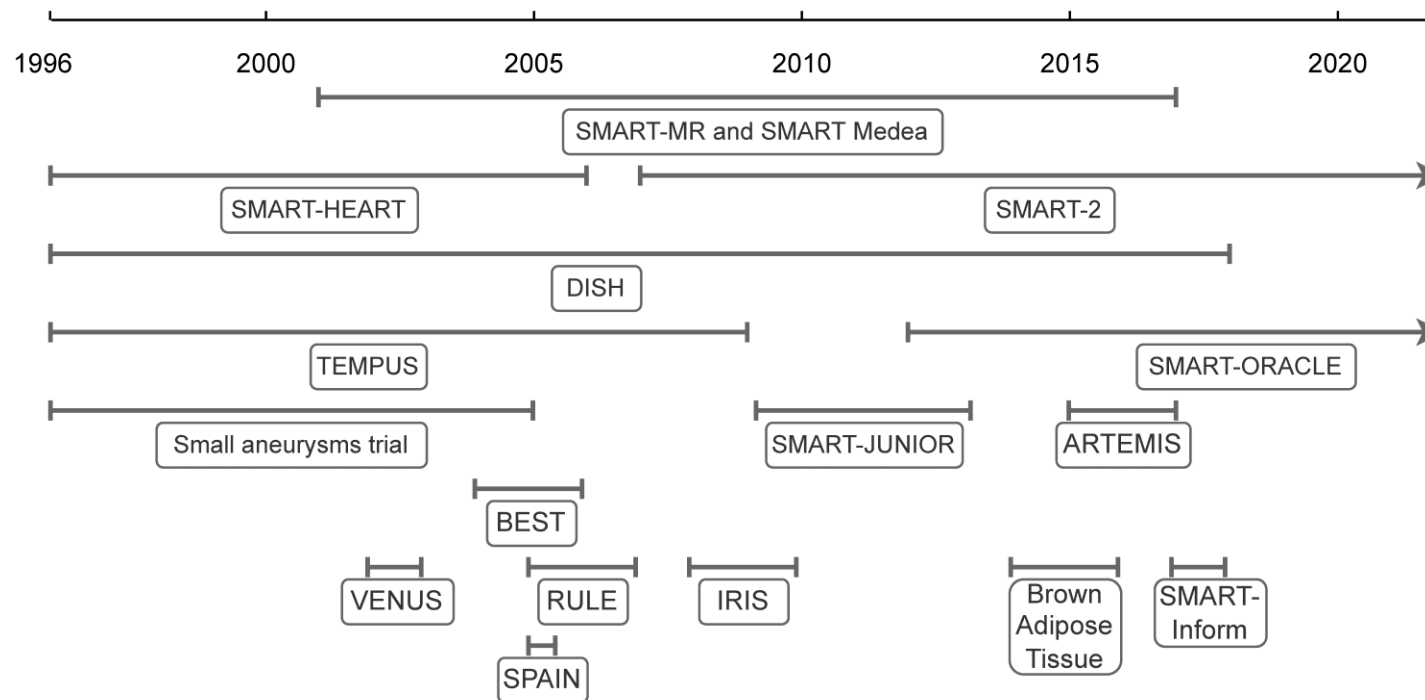 1996 2000 2005 2010 2015 2020
SMART-MR and SMART Medea
SMART-HEART SMART-2
DISH
TEMPUS SMART-ORACLE
Small aneurysms trial SMART-JUNIOR ARTEMIS
BEST
VENUS RULE IRIS
Brown
Adipose
Tissue
SMART-
Inform
SPAIN